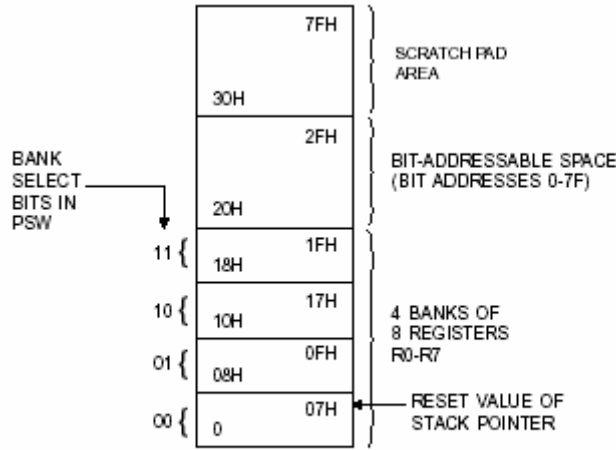 7FH
SCRATCH PAD
AREA
30H
2FH
BANK
SELECT
BITS IN
PSW
BIT-ADDRESSABLE SPACE
(BIT ADDRESSES 0-7F)
20H
11 {
1FH
18H
10 {
17H
10H
4 BANKS OF
8 REGISTERS
R0-R7
01 {
0FH
08H
00 {
07H
0
RESET VALUE OF
STACK POINTER